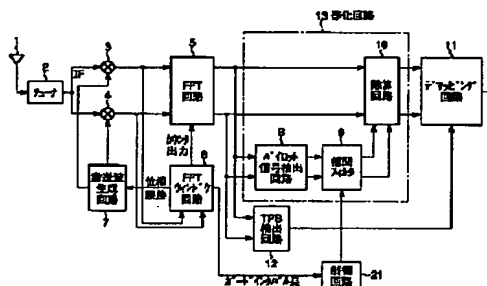 13 等化回路
1
2
チューナ
IF
3
4
5
FFT
回路
カウンタ
出力
6
FFT
ウィンドウ
回路
位相
誤差
搬送波
生成
回路
7
8
パイロット
信号抽出
回路
9
補間
フィルタ
10
除算
回路
11
デマッピング
回路
12
TPS
抽出
回路
ガードインタバル長
制御
回路
21